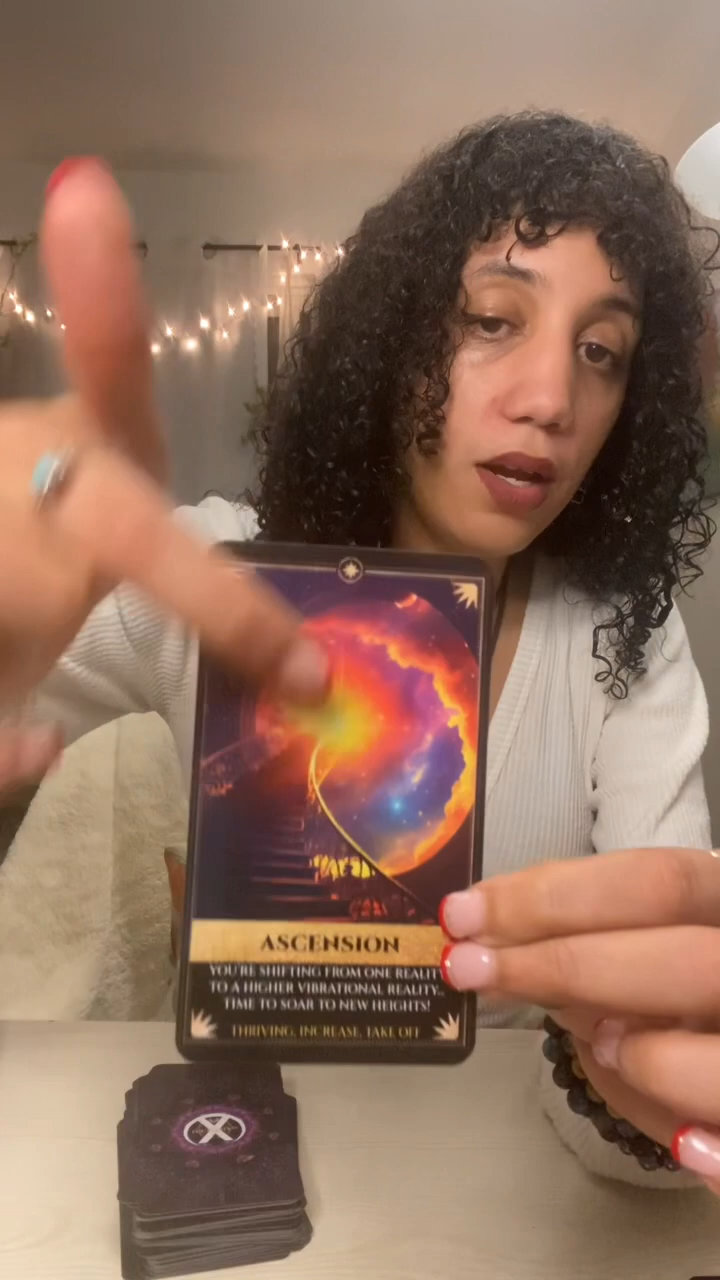 ASCENSION
YOU'RE SHIFTING FROM ONE REALITY
TO A HIGHER VIBRATIONAL REALITY..
TIME TO SOAR TO NEW HEIGHTS!
THRIVING, INCREASE, TAKE OFF